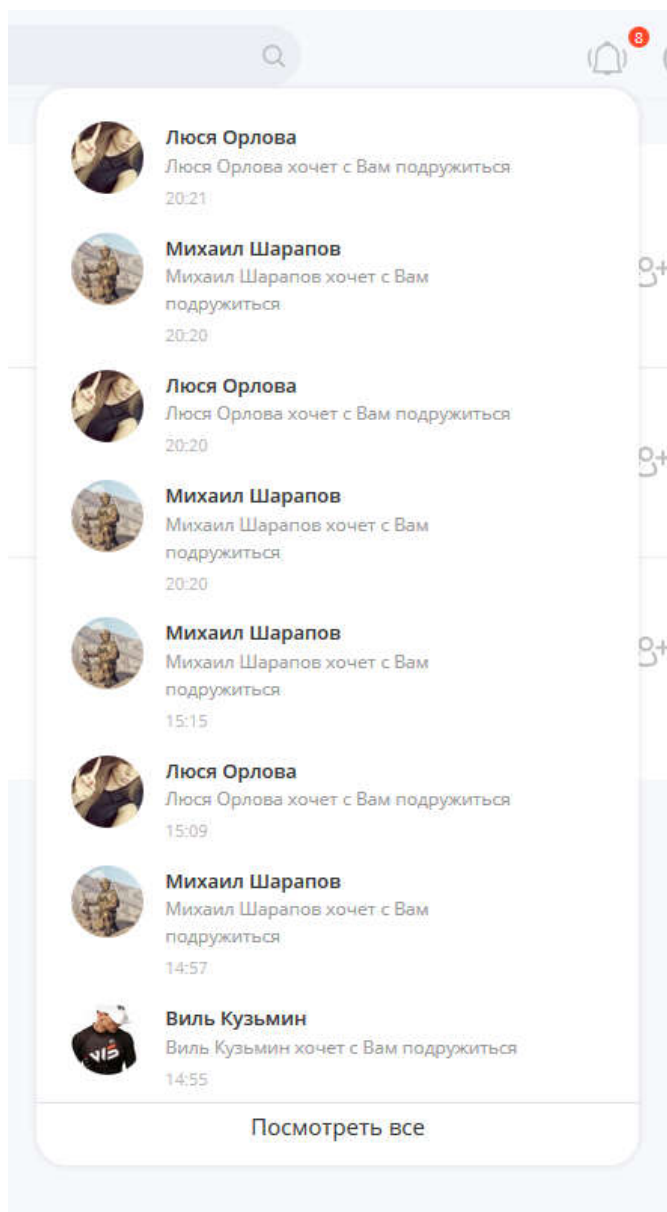 8
Люся Орлова
Люся Орлова хочет с Вам подружиться
20:21
Михаил Шарапов
Михаил Шарапов хочет с Вам
подружиться
20:20
Люся Орлова
Люся Орлова хочет с Вам подружиться
20:20
Михаил Шарапов
Михаил Шарапов хочет с Вам
подружиться
20:20
Михаил Шарапов
Михаил Шарапов хочет с Вам
подружиться
15:15
Люся Орлова
Люся Орлова хочет с Вам подружиться
15:09
Михаил Шарапов
Михаил Шарапов хочет с Вам
подружиться
14:57
Виль Кузьмин
Виль Кузьмин хочет с Вам подружиться
14:55
Посмотреть все